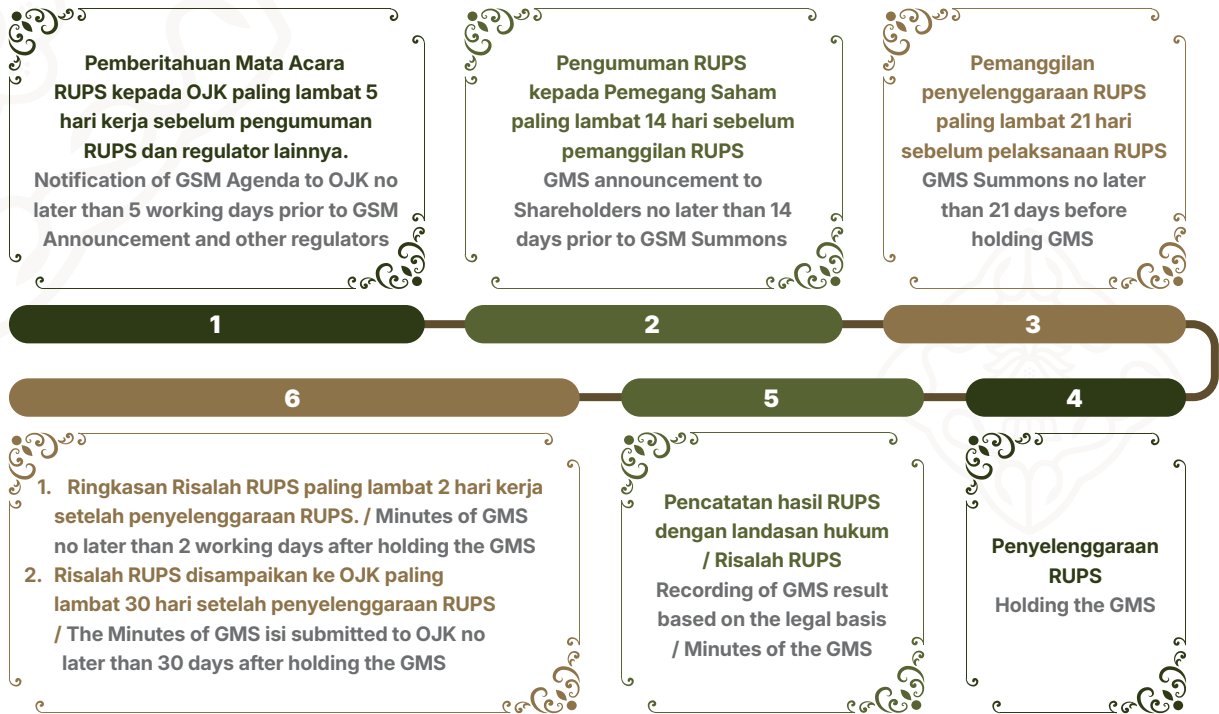 Pemberitahuan Mata Acara
RUPS kepada OJK paling lambat 5
hari kerja sebelum pengumuman
RUPS dan regulator lainnya.
Notification of GSM Agenda to OJK no
later than 5 working days prior to GSM
Announcement and other regulators
Pengumuman RUPS
kepada Pemegang Saham
paling lambat 14 hari sebelum
pemanggilan RUPS
GMS announcement to
Shareholders no later than 14
days prior to GSM Summons
Pemanggilan
penyelenggaraan RUPS
paling lambat 21 hari
sebelum pelaksanaan RUPS
GMS Summons no later
than 21 days before
holding GMS
1
2
3
4
5
6
Penyelenggaraan
RUPS
Holding the GMS
Pencatatan hasil RUPS
dengan landasan hukum
/ Risalah RUPS
Recording of GMS result
based on the legal basis
/ Minutes of the GMS
1. Ringkasan Risalah RUPS paling lambat 2 hari kerja
setelah penyelenggaraan RUPS. / Minutes of GMS
no later than 2 working days after holding the GMS
2. Risalah RUPS disampaikan ke OJK paling
lambat 30 hari setelah penyelenggaraan RUPS
/ The Minutes of GMS isi submitted to OJK no
later than 30 days after holding the GMS